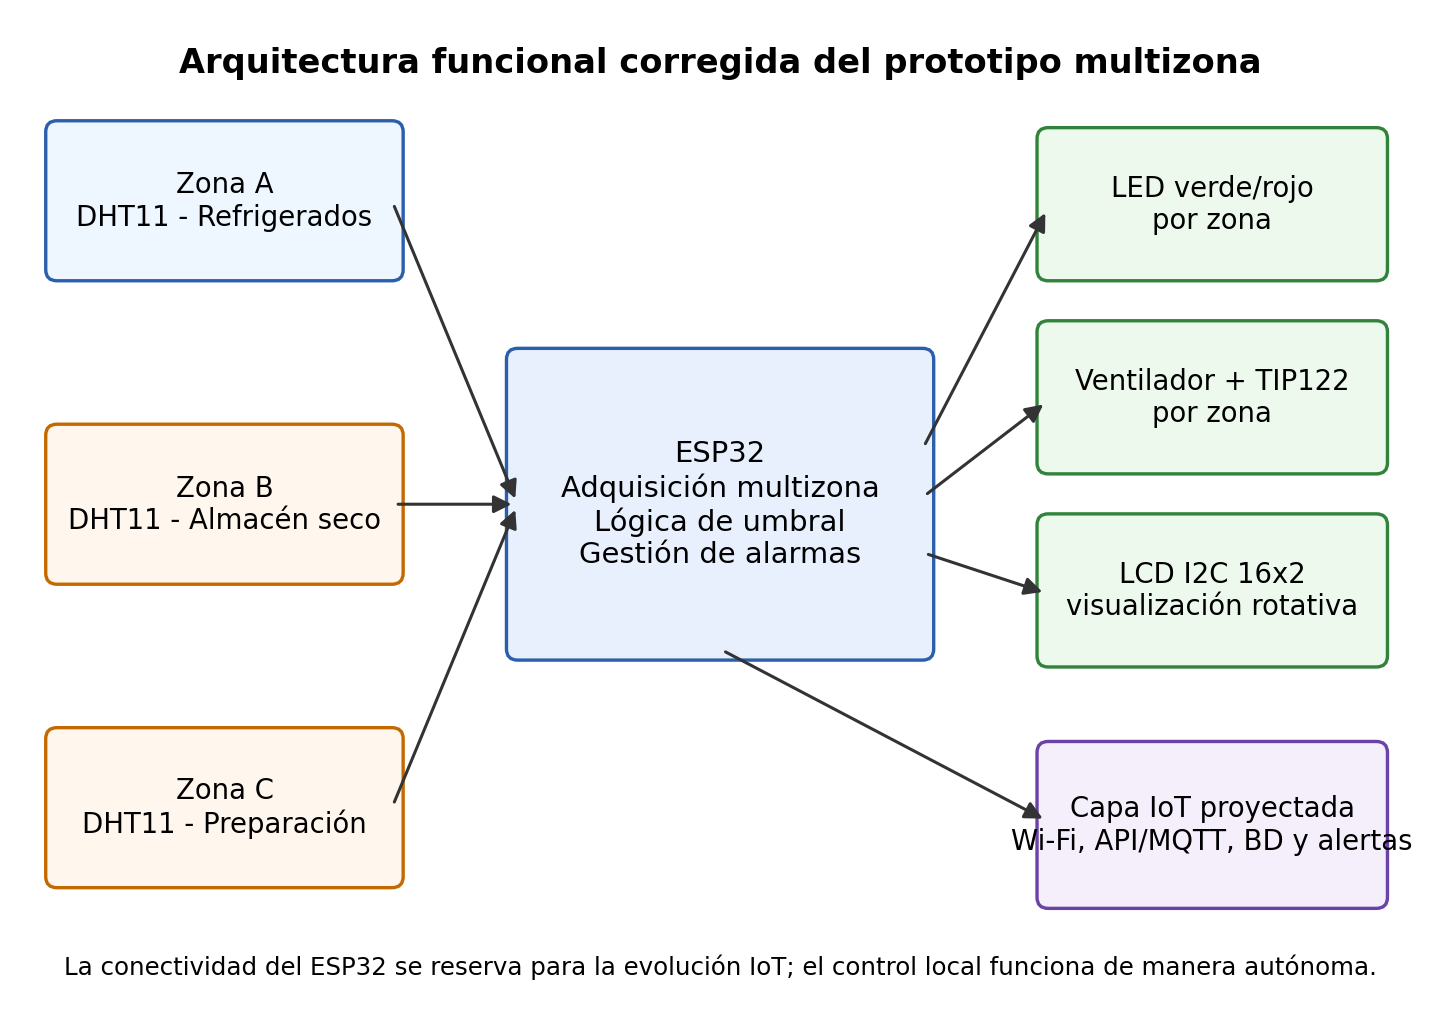 Arquitectura funcional corregida del prototipo multizona
Zona A
DHT11 - Refrigerados
Zona B
DHT11 - Almacén seco
Zona C
DHT11 - Preparación
ESP32
Adquisición multizona
Lógica de umbral
Gestión de alarmas
LED verde/rojo
por zona
Ventilador + TIP122
por zona
LCD I2C 16x2
visualización rotativa
Capa IoT proyectada
Wi-Fi, API/MQTT, BD y alertas
La conectividad del ESP32 se reserva para la evolución IoT; el control local funciona de manera autónoma.